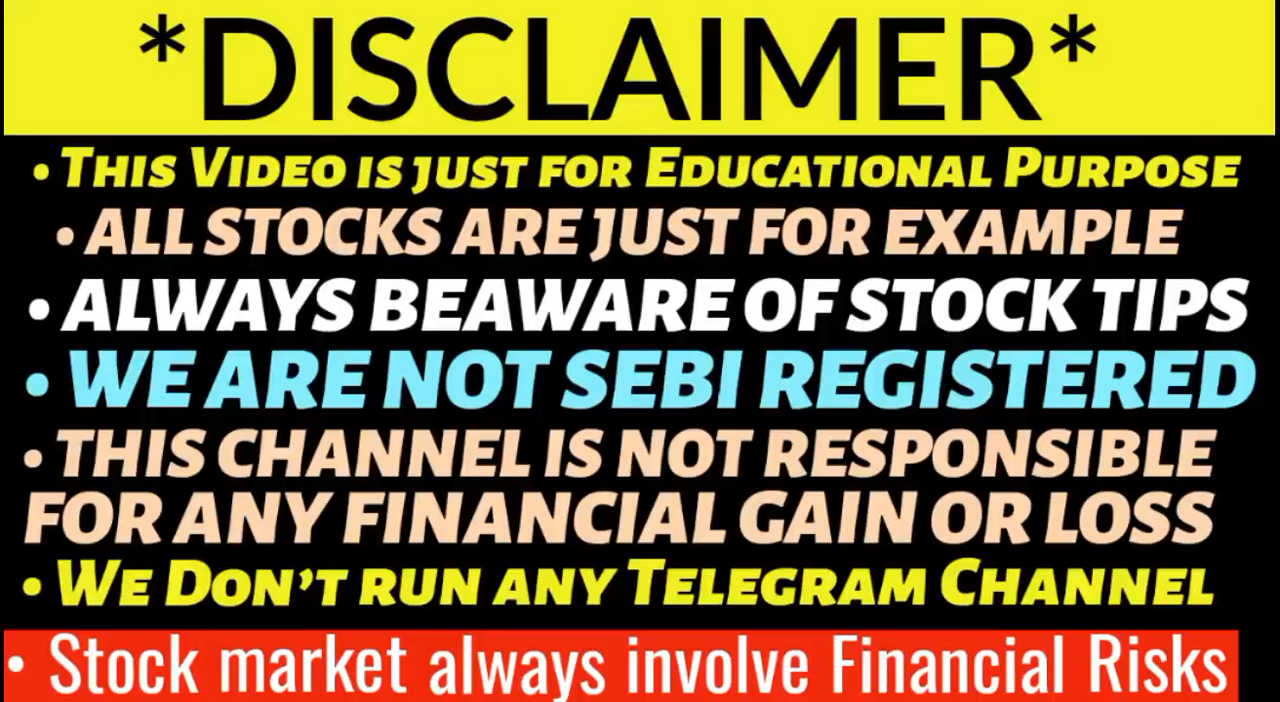 *DISCLAIMER*
• This Video is just for Educational Purpose
• ALL STOCKS ARE JUST FOR EXAMPLE
• ALWAYS BEAWARE OF STOCK TIPS
• WE ARE NOT SEBI REGISTERED
• THIS CHANNEL IS NOT RESPONSIBLE
FOR ANY FINANCIAL GAIN OR LOSS
• We Don't run any Telegram Channel
• Stock market always involve Financial Risks